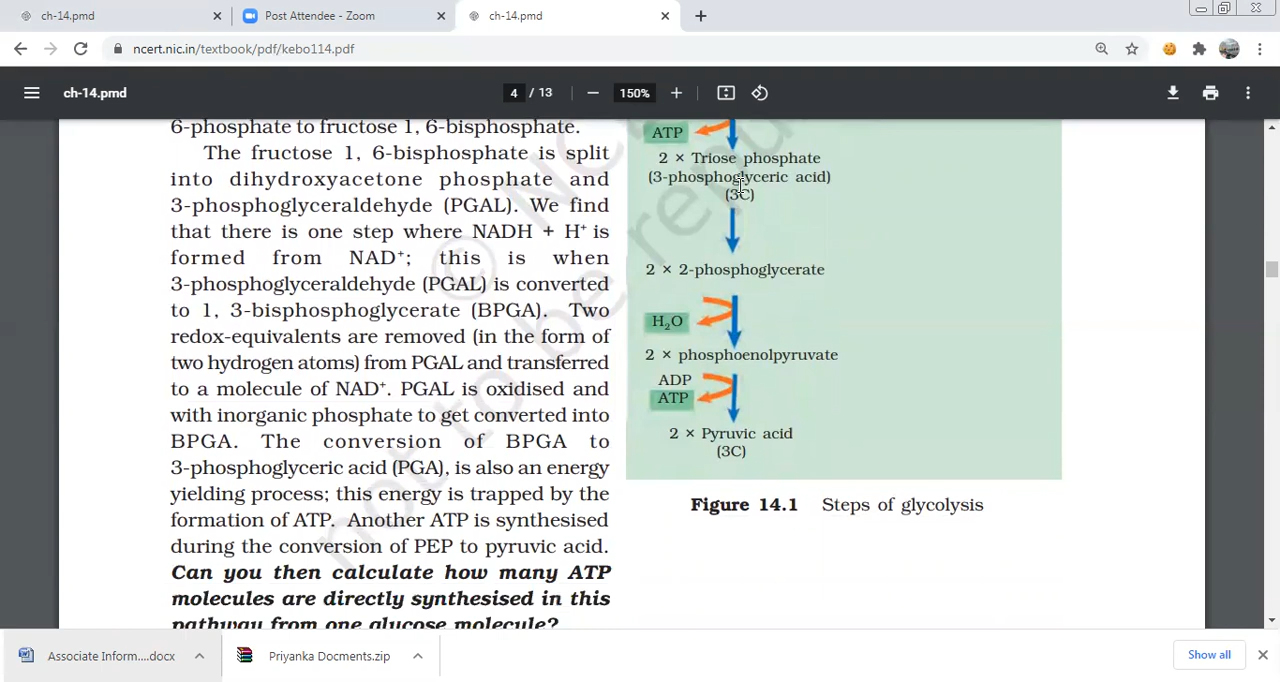 ch-14.pmd
Post Attendee - Zoom
ch-14.pmd
ncert.nic.in/textbook/pdf/kebo114.pdf
ch-14.pmd
4 / 13
150%
6-phosphate to fructose 1, 6-bisphosphate.
The fructose 1, 6-bisphosphate is split
into dihydroxyacetone phosphate and
3-phosphoglyceraldehyde (PGAL). We find
that there is one step where NADH + H⁺ is
formed from NAD⁺; this is when
3-phosphoglyceraldehyde (PGAL) is converted
to 1, 3-bisphosphoglycerate (BPGA). Two
redox-equivalents are removed (in the form of
two hydrogen atoms) from PGAL and transferred
to a molecule of NAD⁺. PGAL is oxidised and
with inorganic phosphate to get converted into
BPGA. The conversion of BPGA to
3-phosphoglyceric acid (PGA), is also an energy
yielding process; this energy is trapped by the
formation of ATP. Another ATP is synthesised
during the conversion of PEP to pyruvic acid.
Can you then calculate how many ATP
molecules are directly synthesised in this
pathway from one glucose molecule?
ATP
2 × Triose phosphate
(3-phosphoglyceric acid)
(3C)
2 × 2-phosphoglycerate
H₂O
2 × phosphoenolpyruvate
ADP
ATP
2 × Pyruvic acid
(3C)
Figure 14.1 Steps of glycolysis
not to be repu
© NC
Associate Inform....docx
Priyanka Docments.zip
Show all